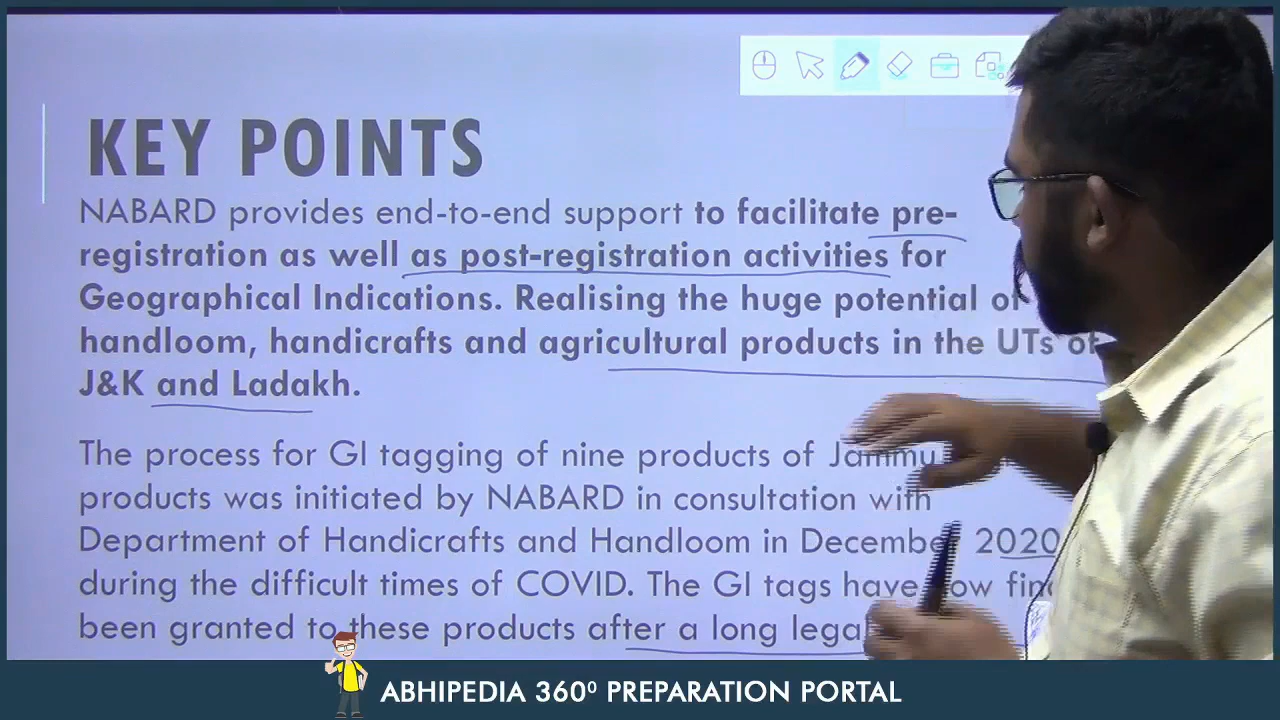 KEY POINTS
NABARD provides end-to-end support to facilitate pre-
registration as well as post-registration activities for
Geographical Indications. Realising the huge potential of
handloom, handicrafts and agricultural products in the UTs of
J&K and Ladakh.
The process for GI tagging of nine products of Jammu
products was initiated by NABARD in consultation with
Department of Handicrafts and Handloom in December 2020
during the difficult times of COVID. The GI tags have now
been granted to these products after a long legal
ABHIPEDIA 360⁰ PREPARATION PORTAL